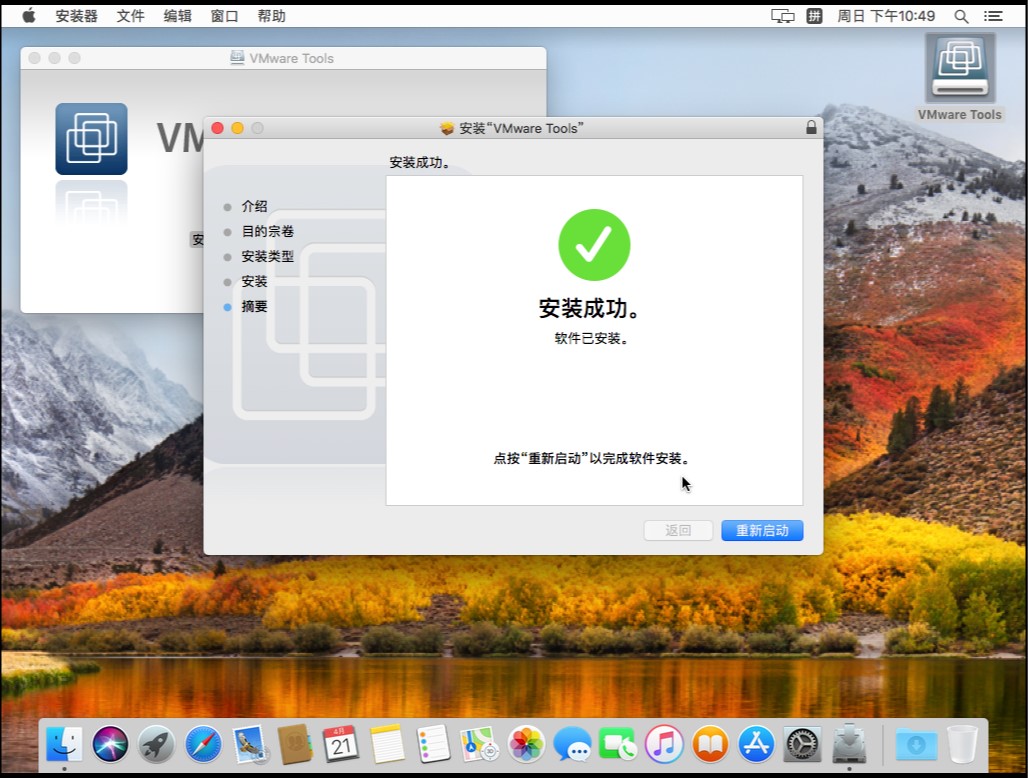 安装器 文件 编辑 窗口 帮助 拼 周日 下午10:49
VMware Tools
VMware Tools
安装“VMware Tools”
安装成功。
介绍
目的宗卷
安装类型
安装
摘要
安装成功。
软件已安装。
点按“重新启动”以完成软件安装。
返回 重新启动
4月
21